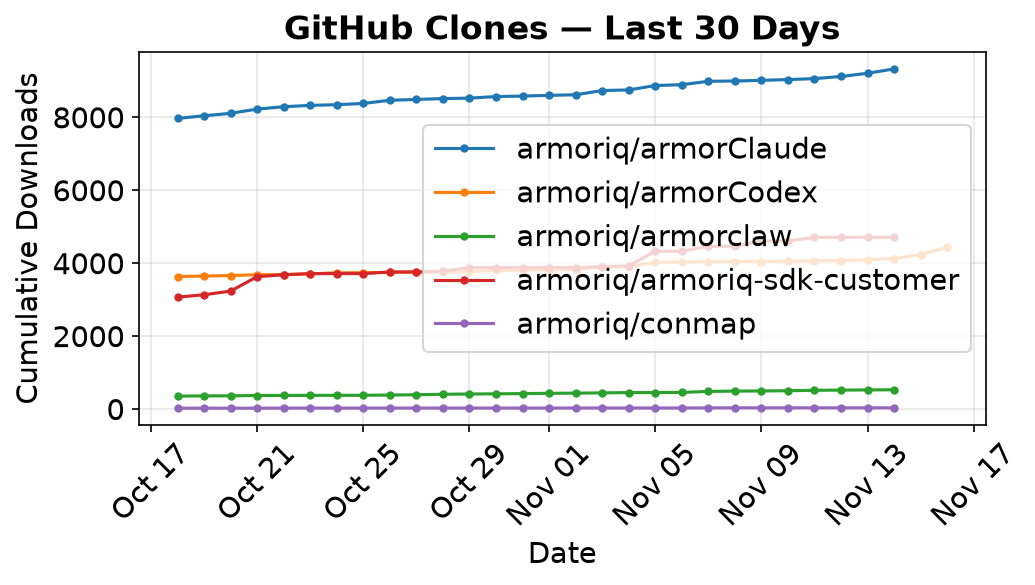 GitHub Clones — Last 30 Days
Cumulative Downloads
8000
6000
4000
2000
0
armoriq/armorClaude
armoriq/armorCodex
armoriq/armorclaw
armoriq/armoriq-sdk-customer
armoriq/conmap
Oct 17
Oct 21
Oct 25
Oct 29
Nov 01
Nov 05
Nov 09
Nov 13
Nov 17
Date